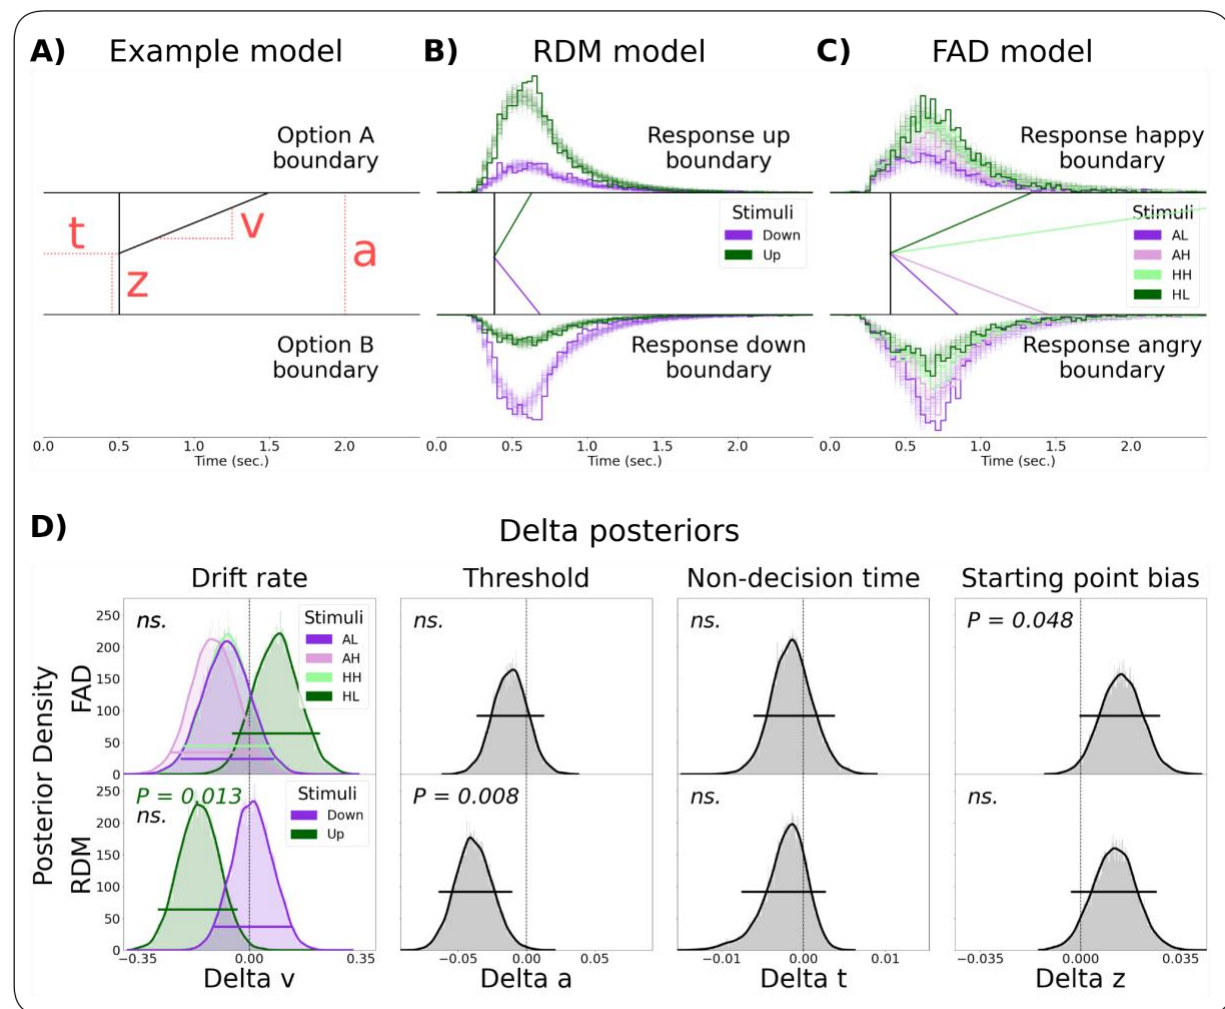 A) Example model
B) RDM model
C) FAD model
Option A
boundary
t
z
v
a
Option B
boundary
0.0 0.5 1.0 1.5 2.0
Time (sec.)
Response up
boundary
Stimuli
Down
Up
Response down
boundary
0.5 1.0 1.5 2.0
Time (sec.)
Response happy
boundary
Stimuli
AL
AH
HH
HL
Response angry
boundary
0.5 1.0 1.5 2.0
Time (sec.)
D)
Delta posteriors
Drift rate
Threshold
Non-decision time
Starting point bias
Posterior Density
FAD
250
200
150
100
50
0
ns.
Stimuli
AL
AH
HH
HL
ns.
ns.
P = 0.048
RDM
250
200
150
100
50
0
P = 0.013
ns.
Stimuli
Down
Up
P = 0.008
ns.
ns.
−0.35 0.00 0.35
Delta v
−0.05 0.00 0.05
Delta a
−0.01 0.00 0.01
Delta t
−0.035 0.000 0.035
Delta z